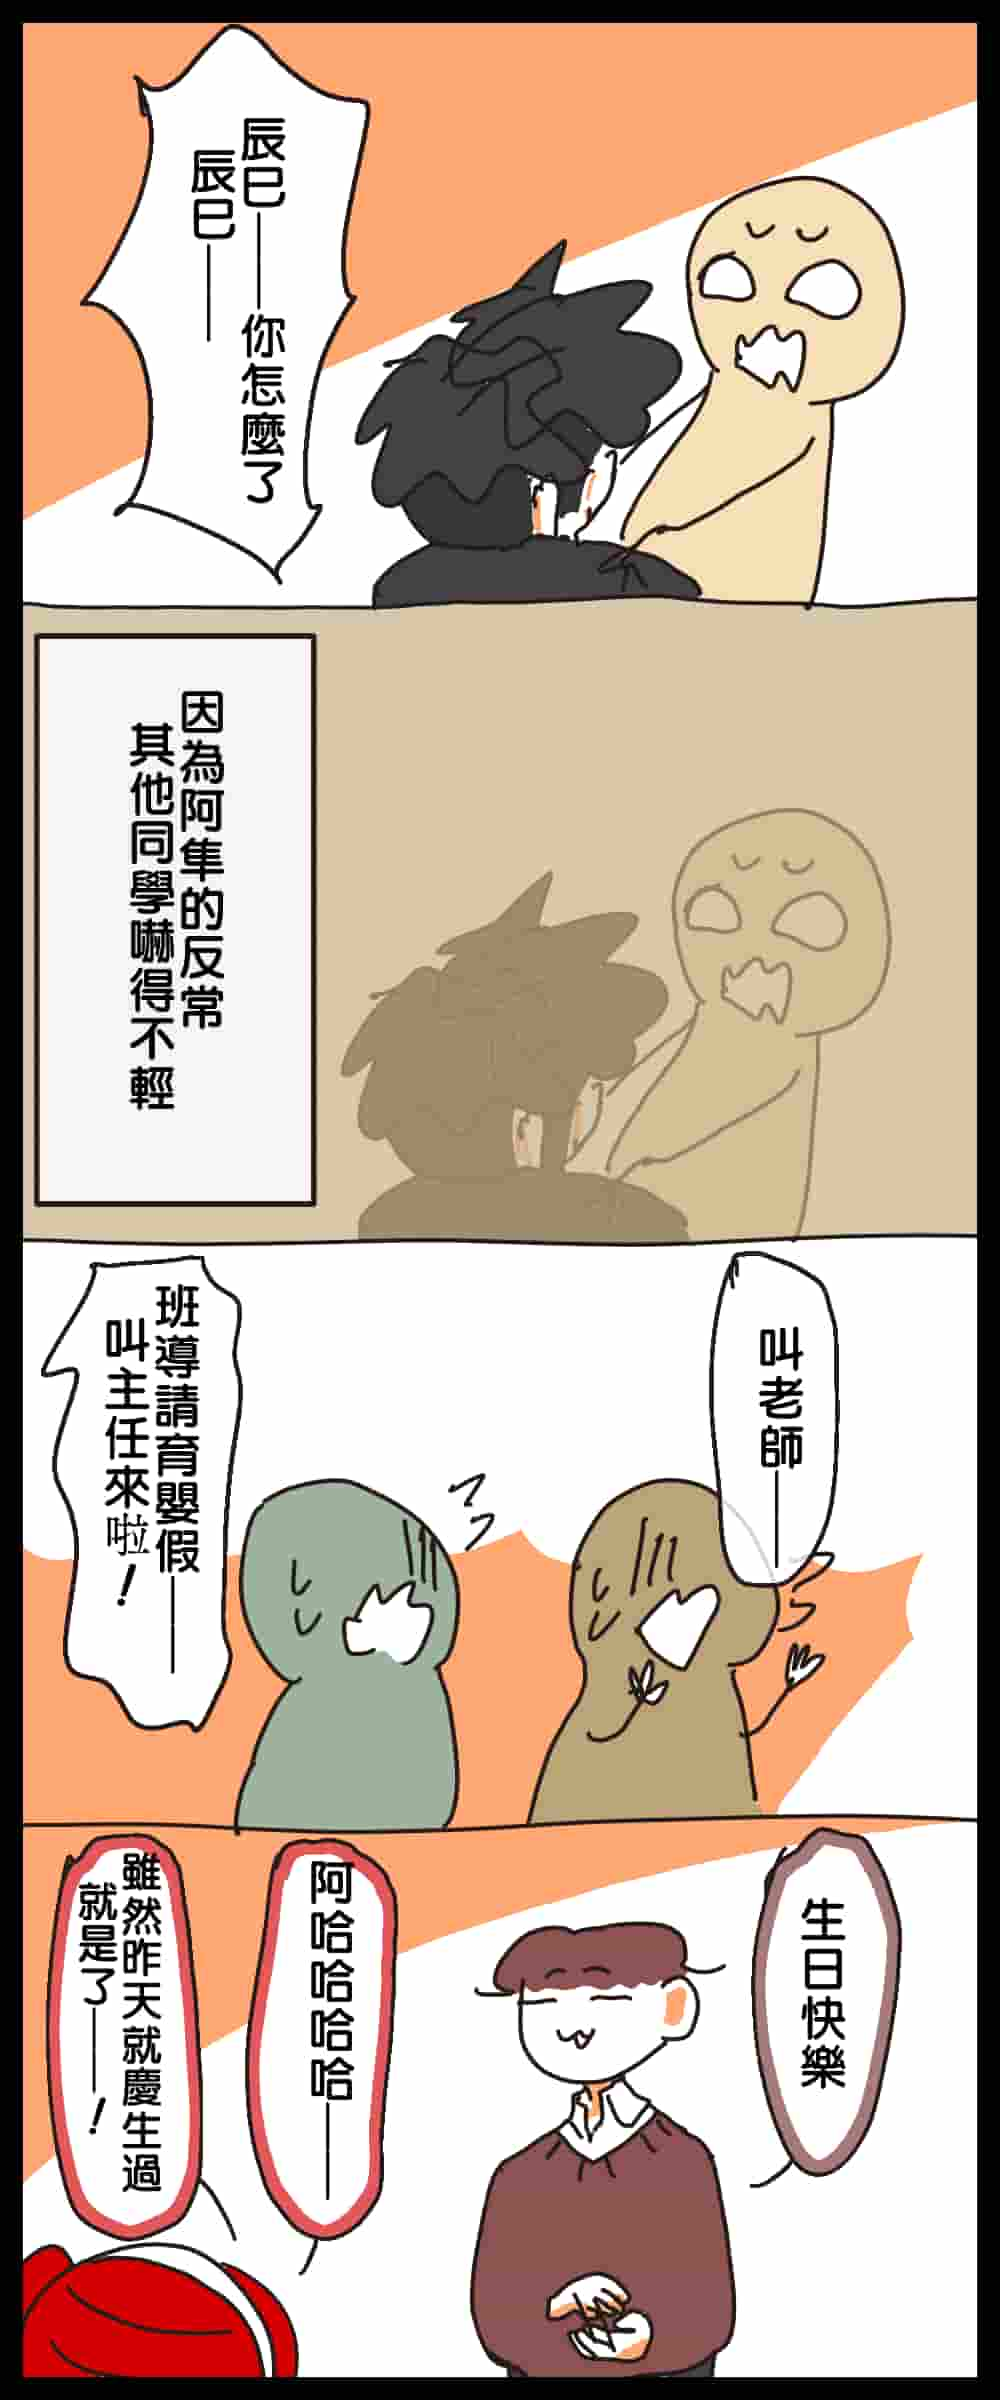 辰巳——你怎麼了
辰巳——
因為阿隼的反常
其他同學嚇得不輕
叫老師——
班導請育嬰假——
叫主任來啦！
生日快樂
阿哈哈哈哈——
雖然昨天就慶生過
就是了——！